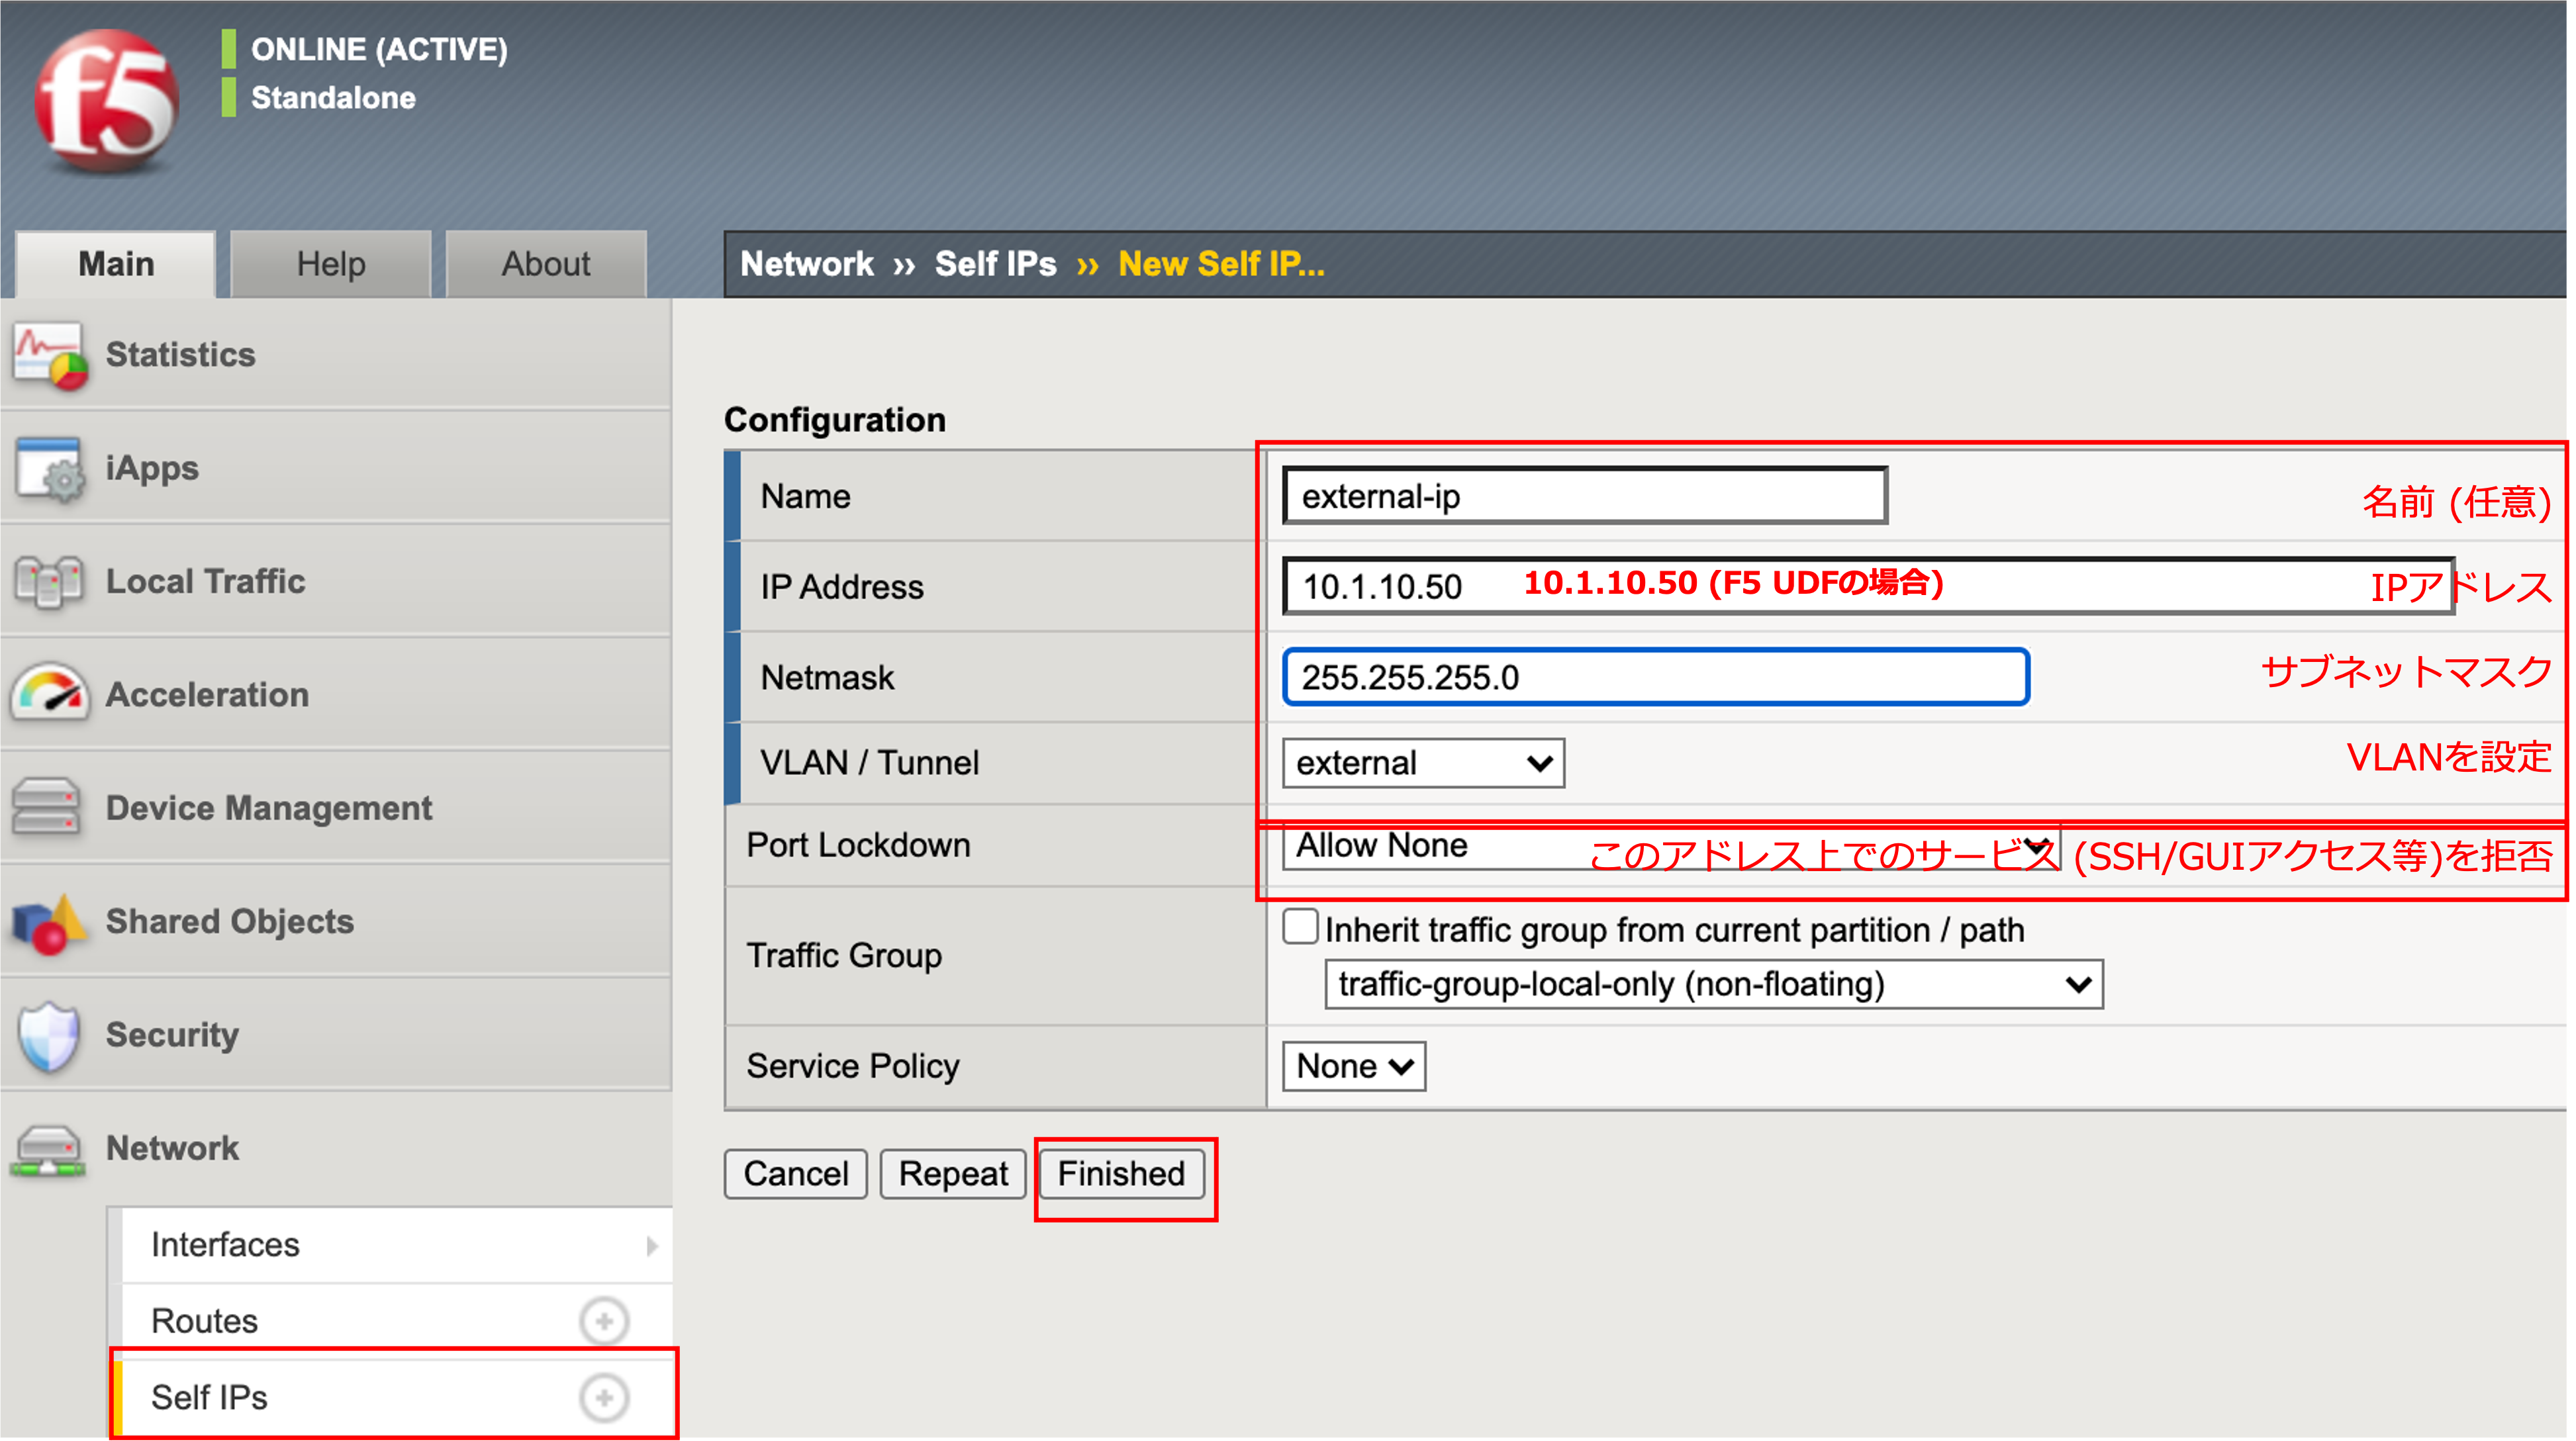 f5
ONLINE (ACTIVE)
Standalone
Main Help About
Network ›› Self IPs ›› New Self IP...
Statistics
iApps
Local Traffic
Acceleration
Device Management
Shared Objects
Security
Network
Interfaces
Routes
Self IPs
Configuration
Name external-ip 名前 (任意)
IP Address 10.1.10.50 10.1.10.50 (F5 UDFの場合) IPアドレス
Netmask 255.255.255.0 サブネットマスク
VLAN / Tunnel external VLANを設定
Port Lockdown Allow None このアドレス上でのサービス (SSH/GUIアクセス等)を拒否
Traffic Group Inherit traffic group from current partition / path
traffic-group-local-only (non-floating)
Service Policy None
Cancel Repeat Finished